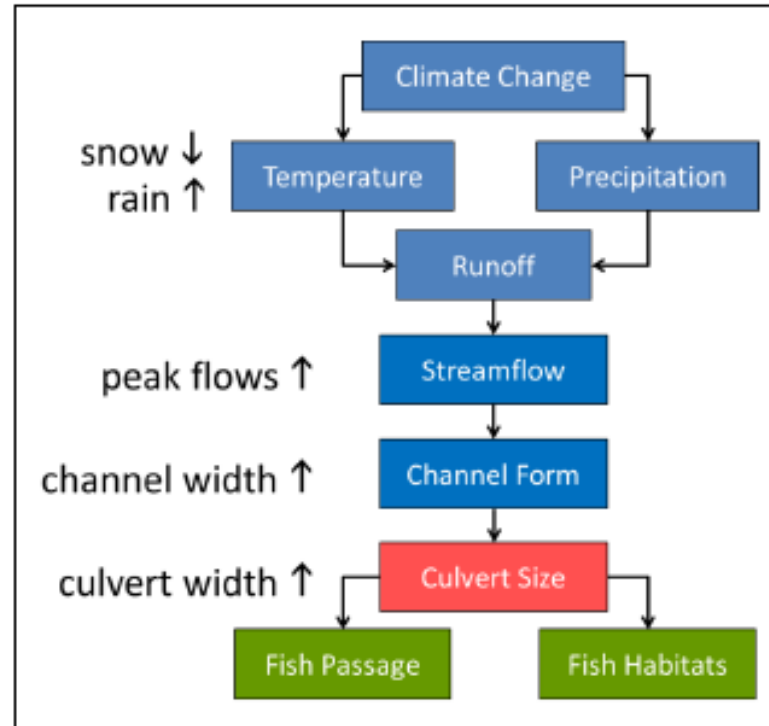 Climate Change
snow ↓
rain ↑
Temperature
Precipitation
Runoff
peak flows ↑
Streamflow
channel width ↑
Channel Form
culvert width ↑
Culvert Size
Fish Passage
Fish Habitats